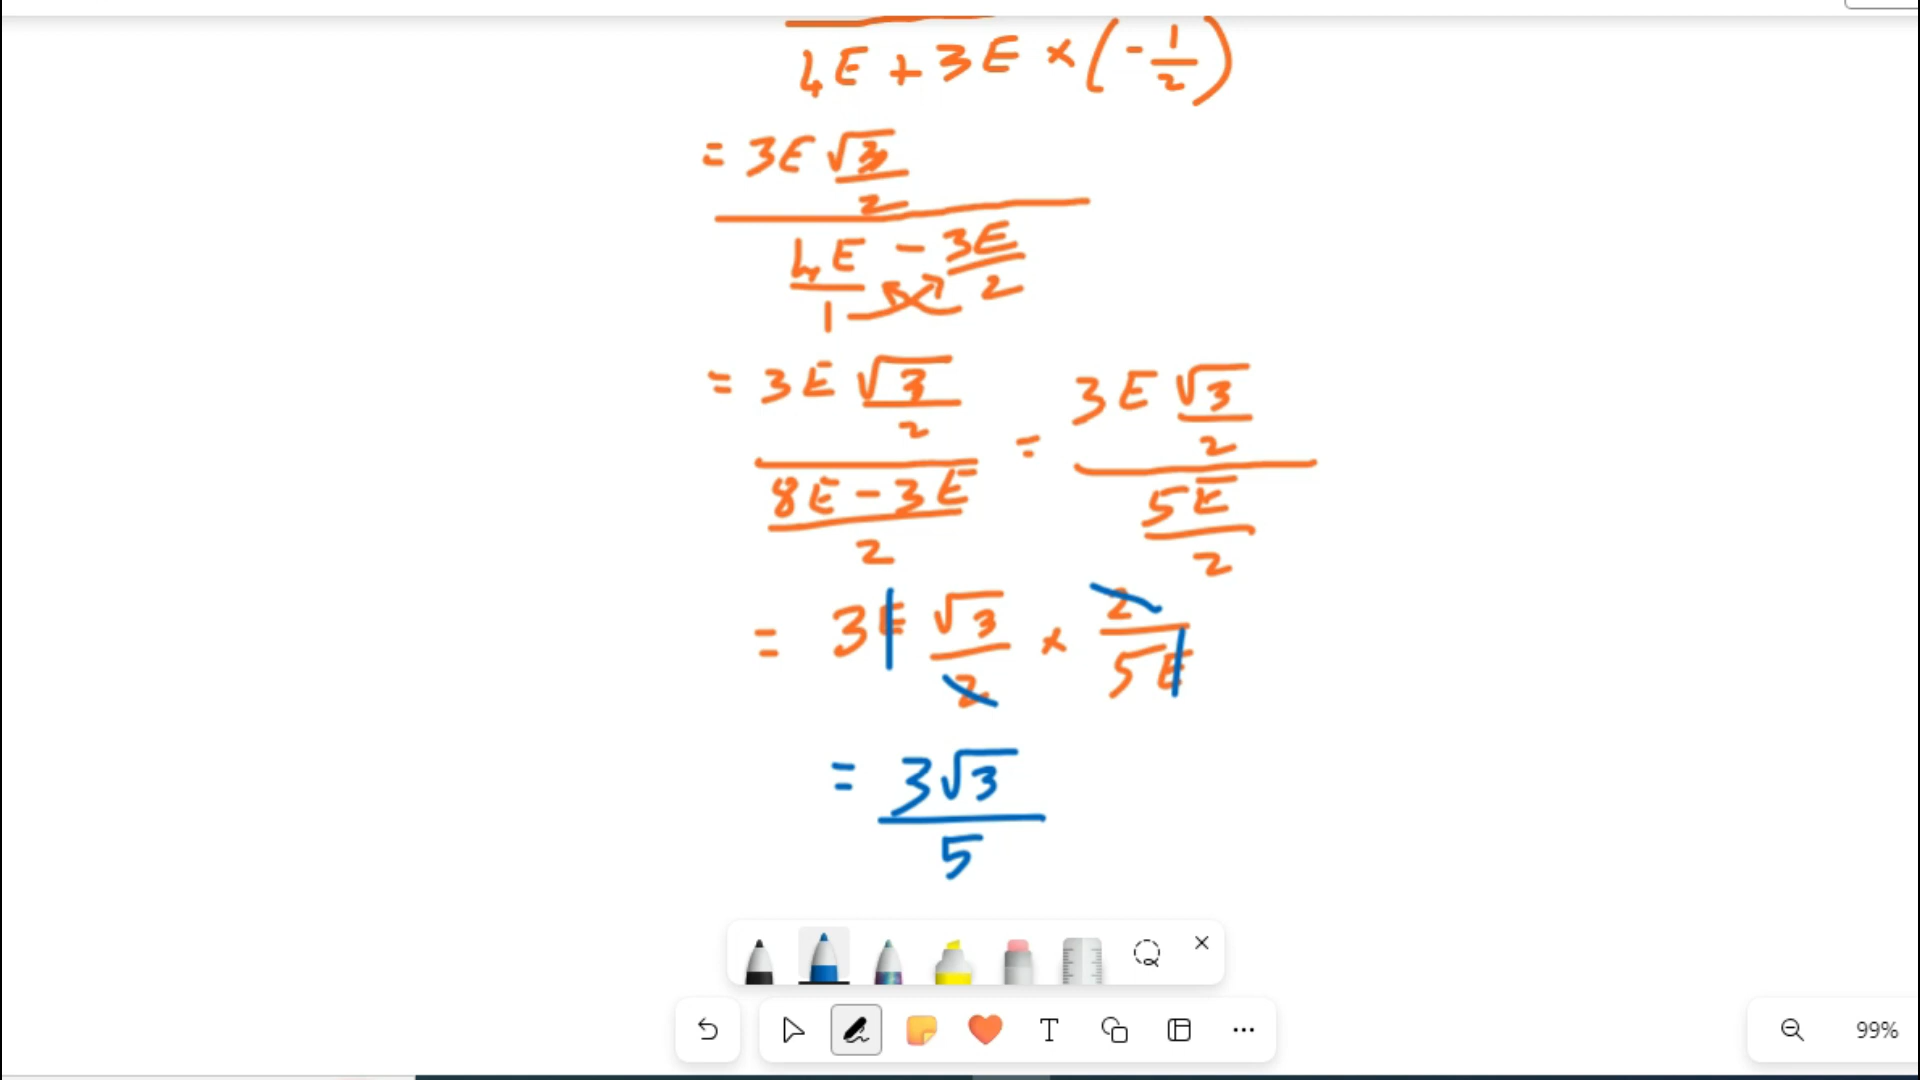 4E + 3E × (-1/2)
= 3E √3/2
4E/1 - 3E/2
= 3E √3/2 = 3E √3/2
8E - 3E/2 5E/2
= 3E √3/2 × 2/5E
= 3√3/5
T
99%